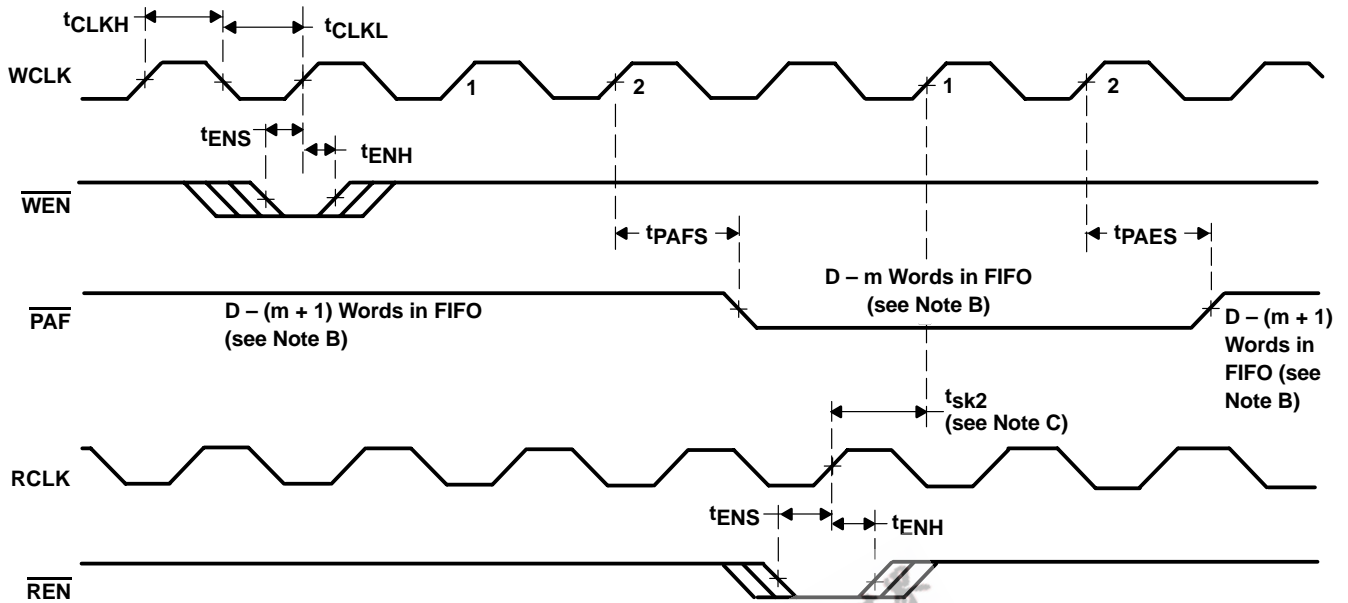 tCLKH
tCLKL
WCLK
1
2
1
2
tENS
tENH
WEN
tPAFS
tPAES
D – m Words in FIFO
(see Note B)
PAF
D – (m + 1) Words in FIFO
(see Note B)
D – (m + 1)
Words in
FIFO (see
Note B)
tsk2
(see Note C)
RCLK
tENS
tENH
REN